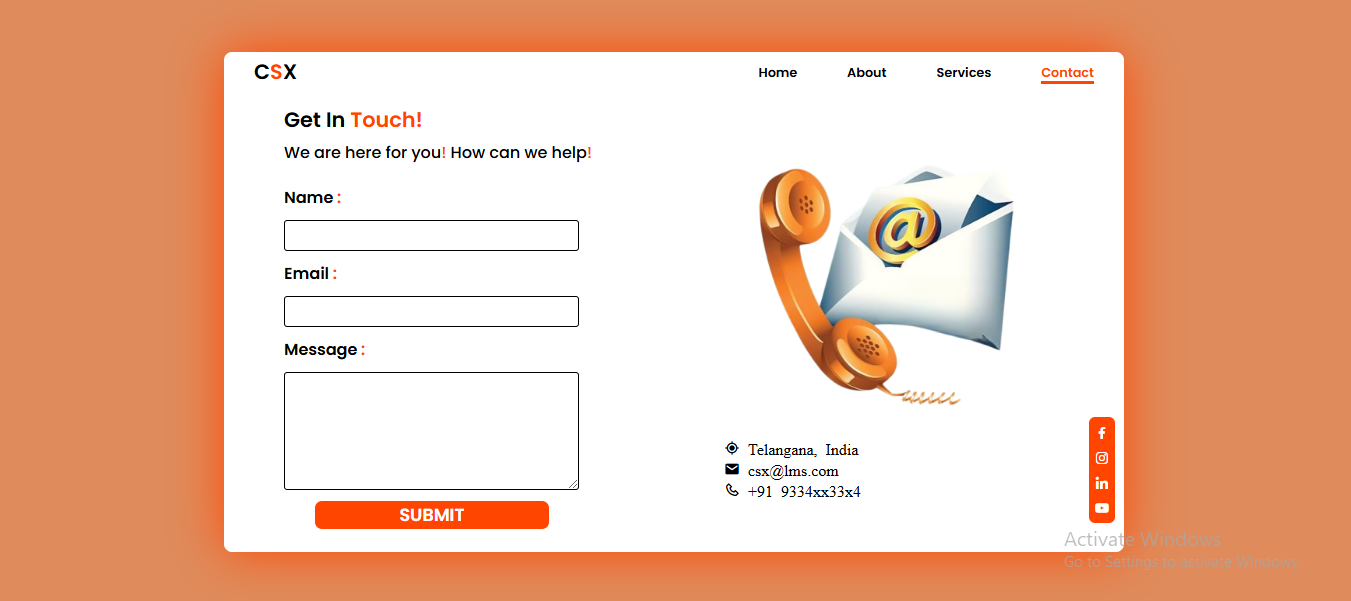 CSX
Home About Services Contact
Get In Touch!
We are here for you! How can we help!
Name :
Email :
Message :
SUBMIT
@
Telangana, India
csx@lms.com
+91 9334xx33x4
in
Activate Windows
Go to Settings to activate Windows.